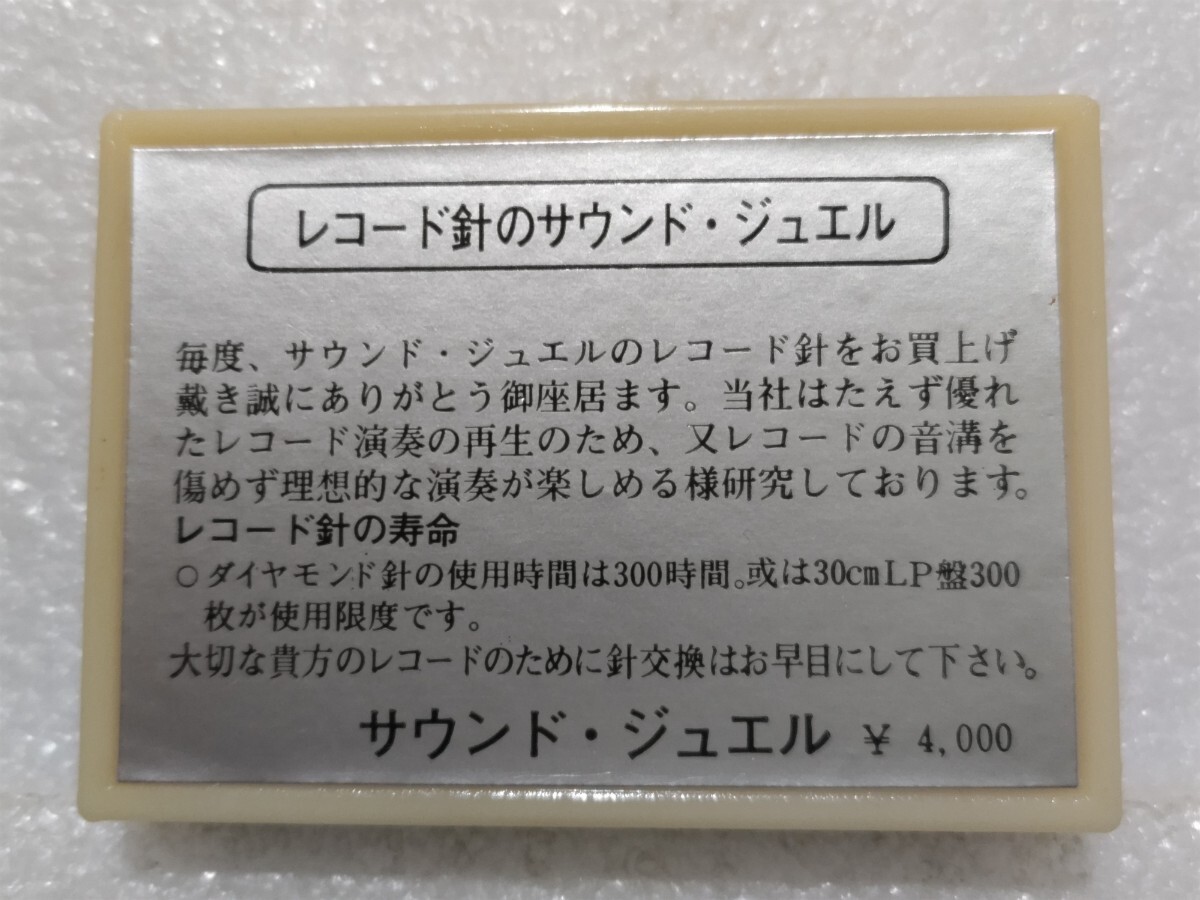 レコード針のサウンド・ジュエル
毎度、サウンド・ジュエルのレコード針をお買上げ
戴き誠にありがとう御座居ます。当社はたえず優れ
たレコード演奏の再生のため、又レコードの音溝を
傷めず理想的な演奏が楽しめる様研究しております。
レコード針の寿命
○ダイヤモンド針の使用時間は300時間。或は30cmLP盤300
枚が使用限度です。
大切な貴方のレコードのために針交換はお早目にして下さい。
サウンド・ジュエル ¥ 4,000